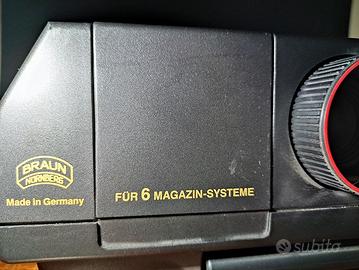 BRAUN
NÜRNBERG
Made in Germany
FÜR 6 MAGAZIN-SYSTEME
subito